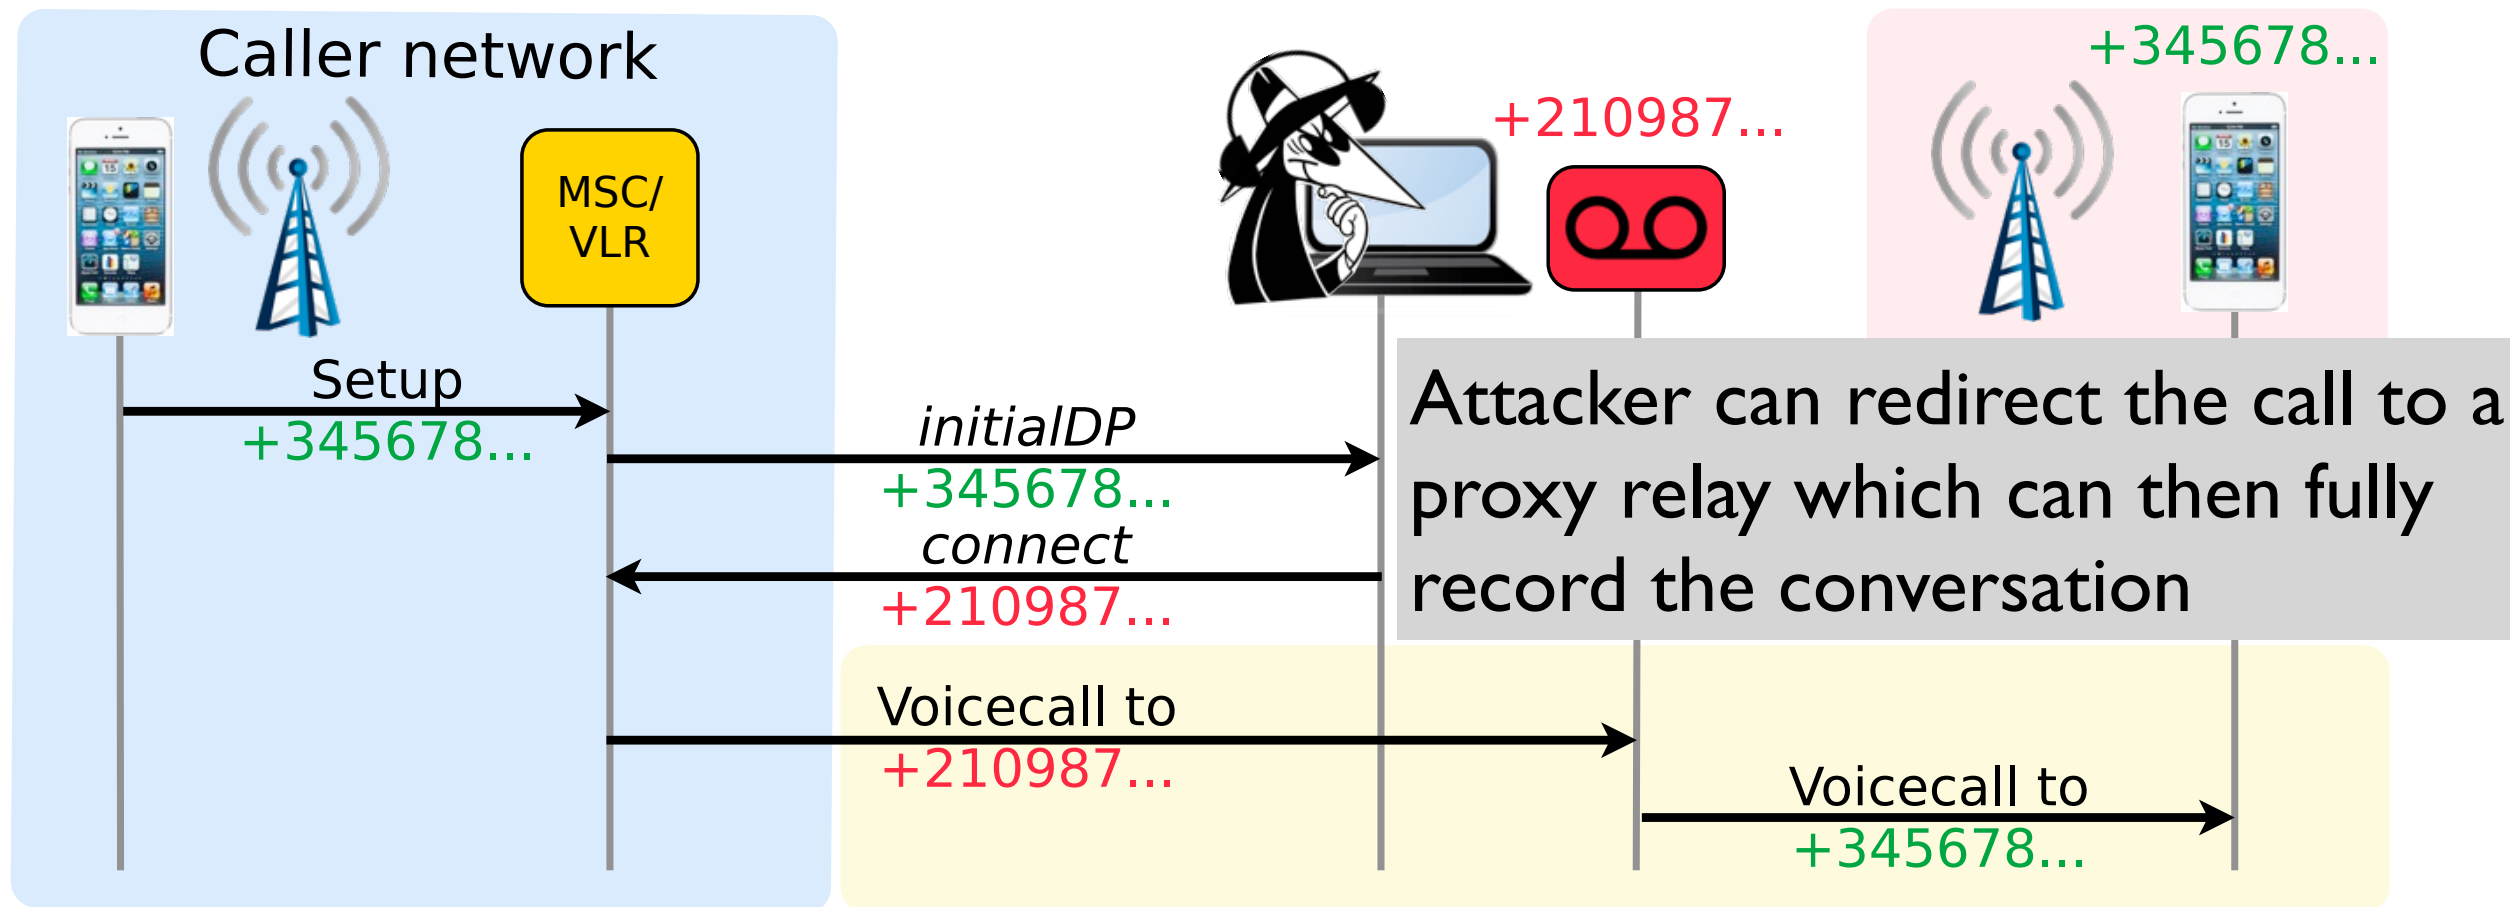 Caller network
+345678...
+210987...
MSC/
VLR
Setup
+345678...
initialDP
+345678...
connect
+210987...
Attacker can redirect the call to a
proxy relay which can then fully
record the conversation
Voicecall to
+210987...
Voicecall to
+345678...